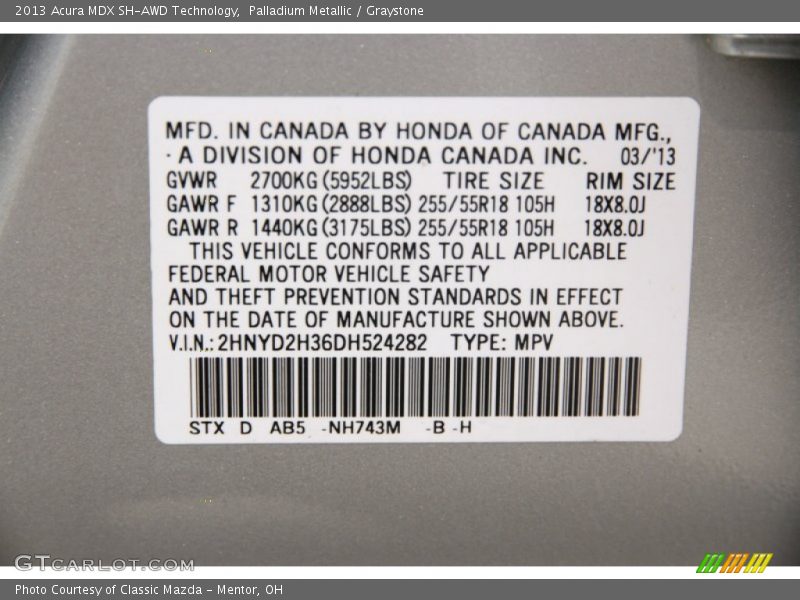 2013 Acura MDX SH-AWD Technology,  Palladium Metallic / Graystone
MFD. IN CANADA BY HONDA OF CANADA MFG.,
· A DIVISION OF HONDA CANADA INC. 03/'13
GVWR 2700KG(5952LBS) TIRE SIZE RIM SIZE
GAWR F 1310KG(2888LBS) 255/55R18 105H 18X8.0J
GAWR R 1440KG(3175LBS) 255/55R18 105H 18X8.0J
THIS VEHICLE CONFORMS TO ALL APPLICABLE
FEDERAL MOTOR VEHICLE SAFETY
AND THEFT PREVENTION STANDARDS IN EFFECT
ON THE DATE OF MANUFACTURE SHOWN ABOVE.
V.I.N.: 2HNYD2H36DH524282 TYPE: MPV
STX D AB5 -NH743M -B -H
GTCARLOT.COM
Photo Courtesy of Classic Mazda - Mentor, OH